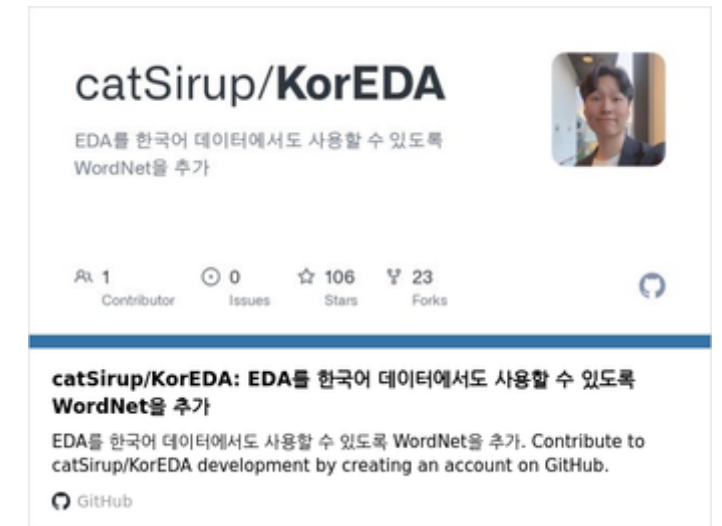 catSirup/KorEDA
EDA를 한국어 데이터에서도 사용할 수 있도록
WordNet을 추가
1
Contributor
0
Issues
106
Stars
23
Forks
catSirup/KorEDA: EDA를 한국어 데이터에서도 사용할 수 있도록
WordNet을 추가
EDA를 한국어 데이터에서도 사용할 수 있도록 WordNet을 추가. Contribute to
catSirup/KorEDA development by creating an account on GitHub.
GitHub